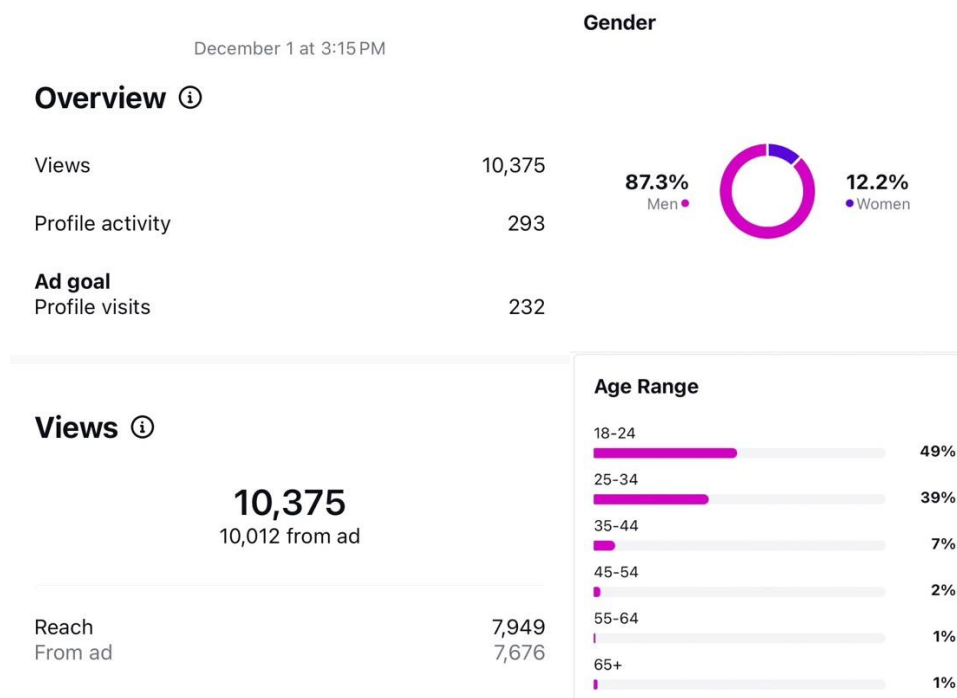 December 1 at 3:15 PM
Overview
Views 10,375
Profile activity 293
Ad goal
Profile visits 232
Views
10,375
10,012 from ad
Reach 7,949
From ad 7,676
Gender
87.3% 12.2%
Men Women
Age Range
18-24
49%
25-34
39%
35-44
7%
45-54
2%
55-64
1%
65+
1%